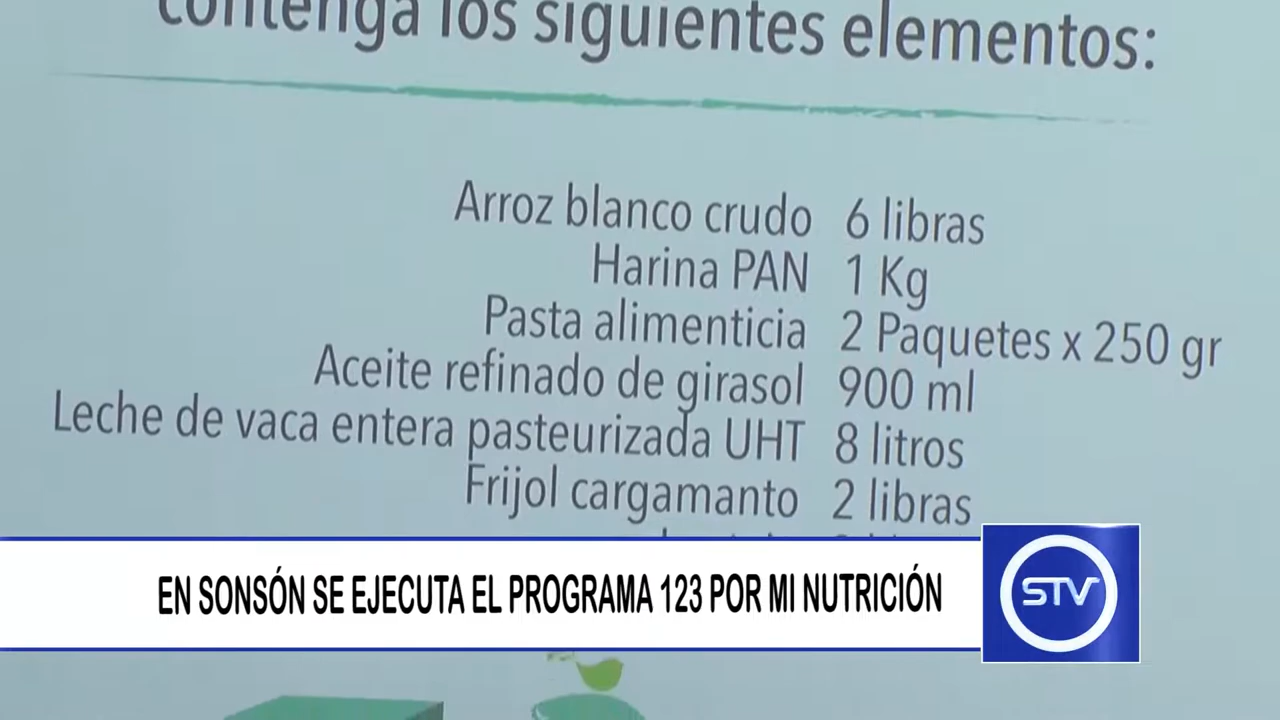 contenga los siguientes elementos:
Arroz blanco crudo 6 libras
Harina PAN 1 Kg
Pasta alimenticia 2 Paquetes x 250 gr
Aceite refinado de girasol 900 ml
Leche de vaca entera pasteurizada UHT 8 litros
Frijol cargamanto 2 libras
EN SONSÓN SE EJECUTA EL PROGRAMA 123 POR MI NUTRICIÓN
STV